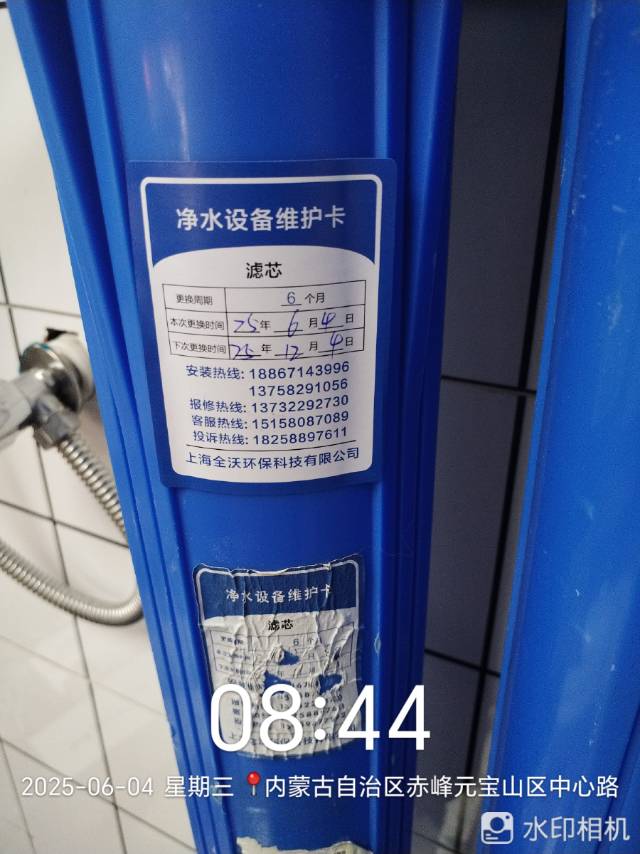 净水设备维护卡
滤芯
更换周期 6 个月
本次更换时间 25 年 6 月 4 日
下次更换时间 25 年 12 月 4 日
安装热线: 18867143996
13758291056
报修热线: 13732292730
客服热线: 15158087089
投诉热线: 18258897611
上海全沃环保科技有限公司
净水设备维护卡
滤芯
更换 6 个
08:44
2025-06-04 星期三 内蒙古自治区赤峰元宝山区中心路
水印相机